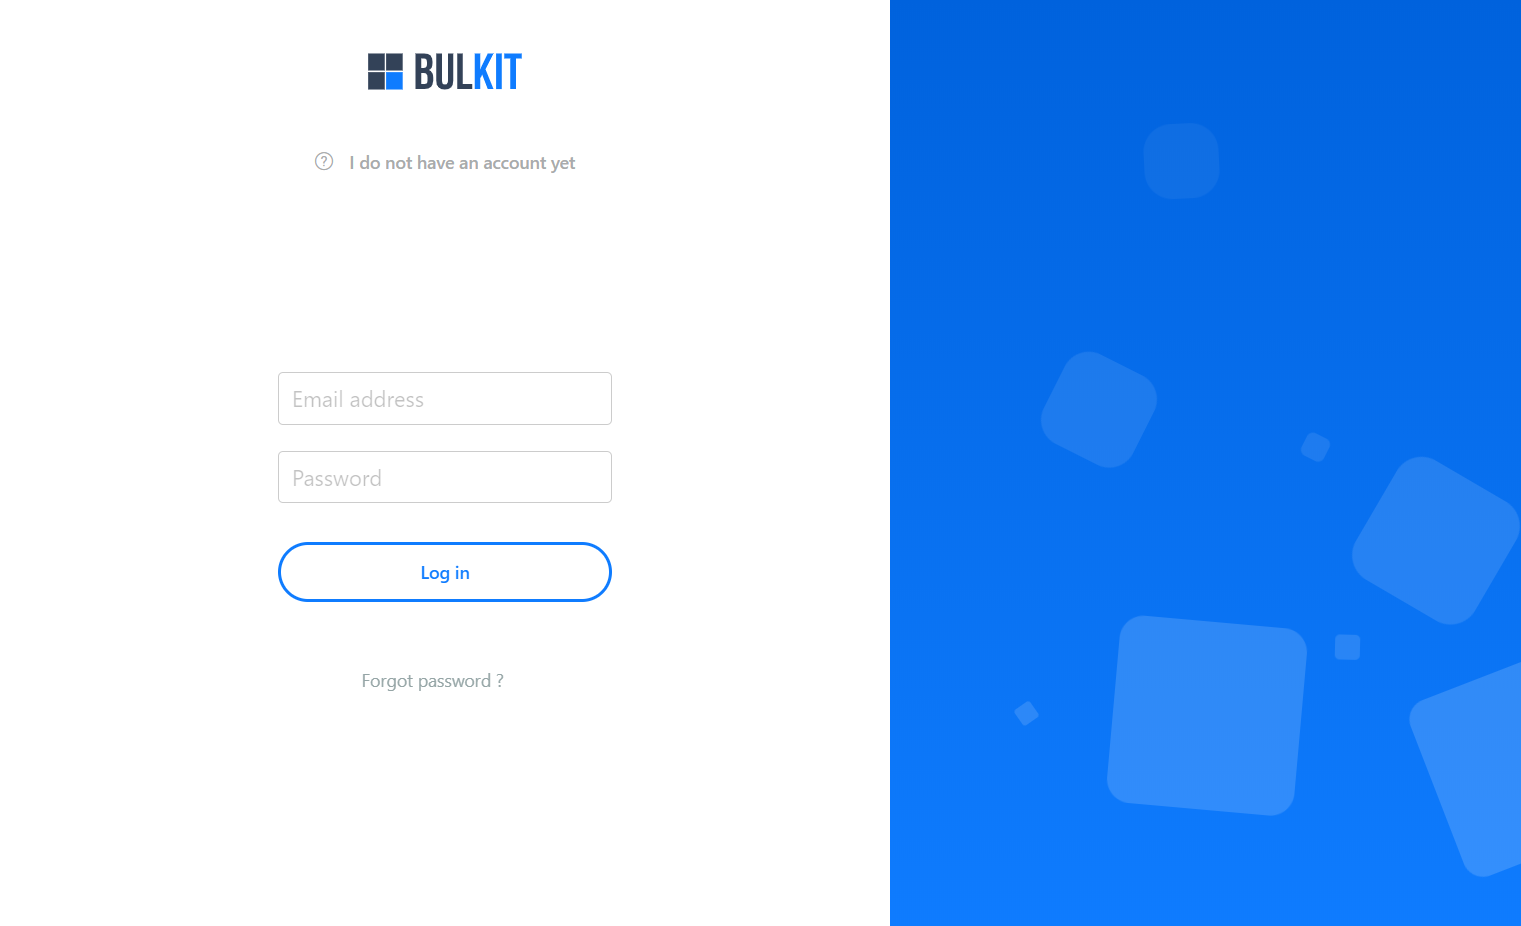 BULKIT
I do not have an account yet
Email address
Password
Log in
Forgot password ?